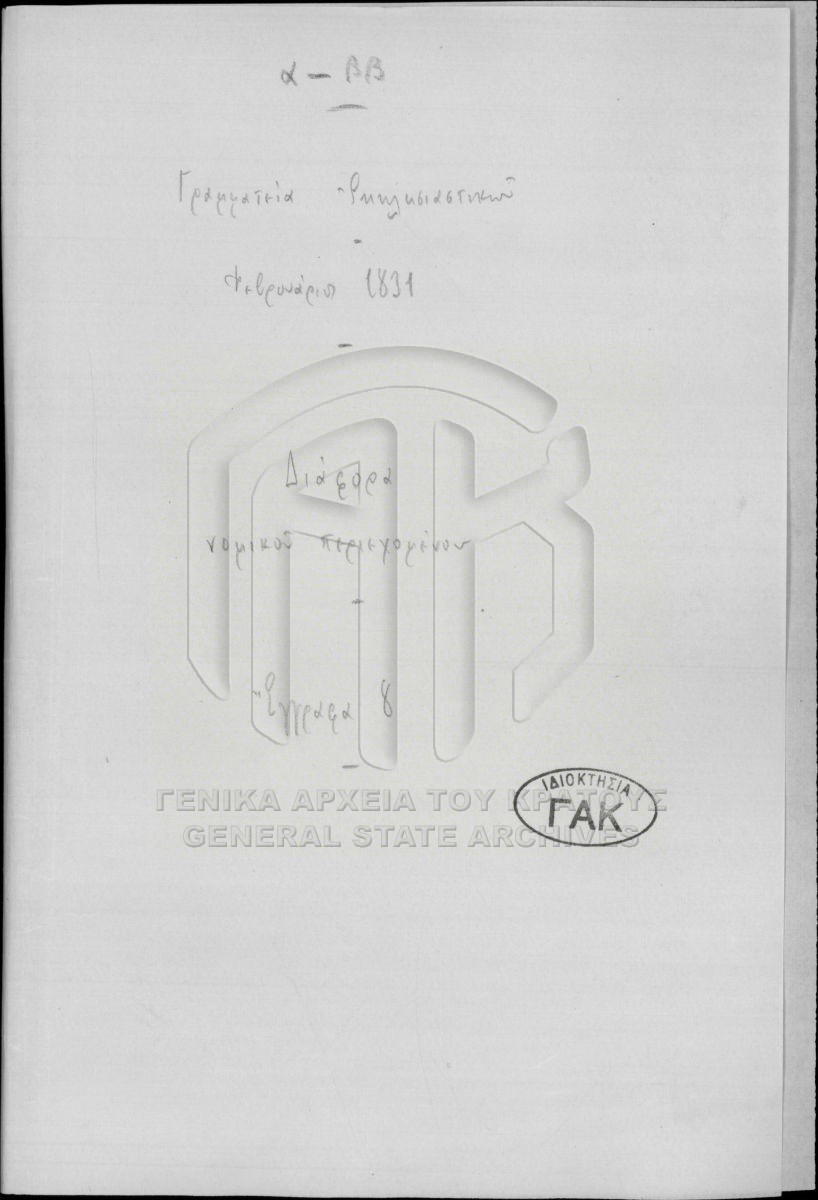 α – ββ
Γραμματεία Ἐκκλησιαστικῶν
Φεβρουάριος 1831
Διάφορα
νομικοῦ περιεχομένου
Ἔγγραφα 8
ΙΔΙΟΚΤΗΣΙΑ
ΓΑΚ
ΓΕΝΙΚΑ ΑΡΧΕΙΑ ΤΟΥ ΚΡΑΤΟΥΣ
GENERAL STATE ARCHIVES